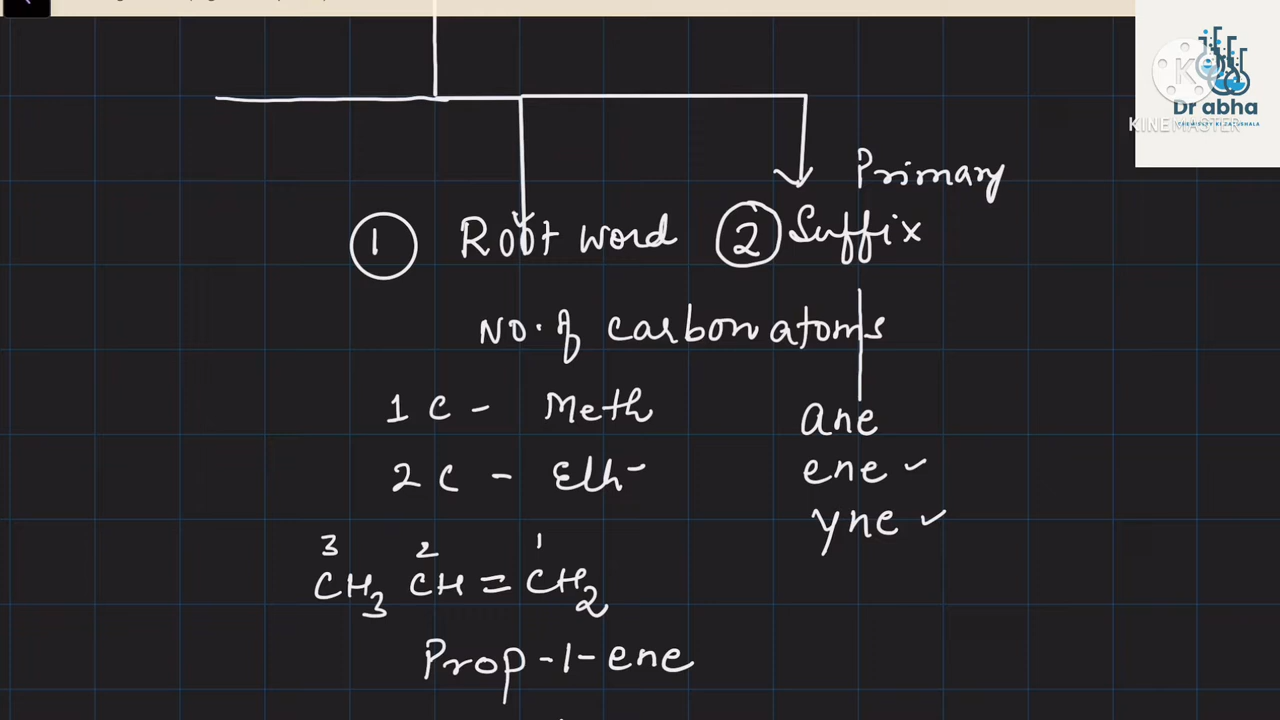 Dr abha
KINEMASTER
Primary
1 Root word 2 Suffix
No. of carbon atoms
1 C - Meth
2 C - Eth-
ane
ene ✓
yne ✓
3 2 1
CH3 CH = CH2
Prop-1-ene